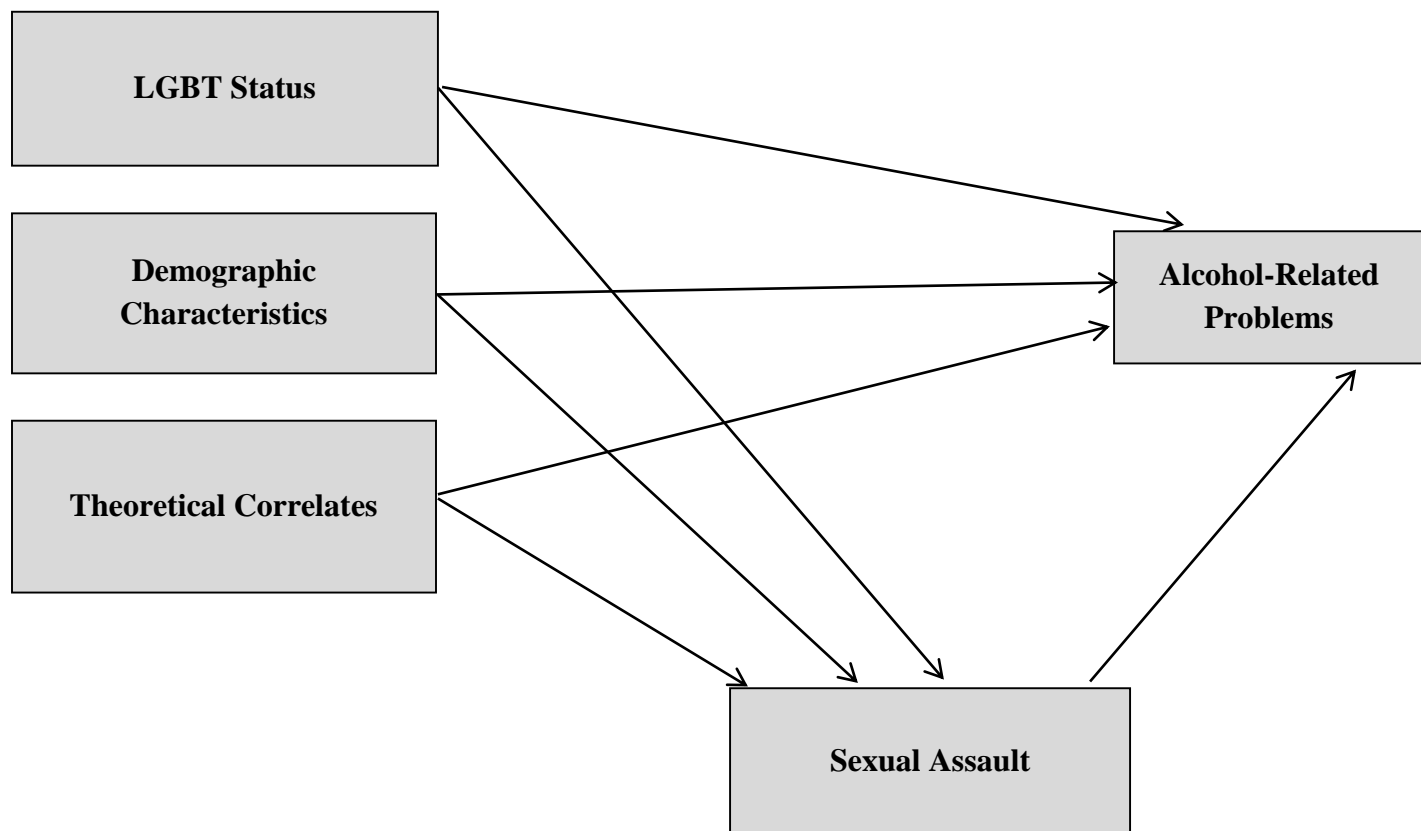 LGBT Status
Demographic
Characteristics
Theoretical Correlates
Alcohol-Related
Problems
Sexual Assault